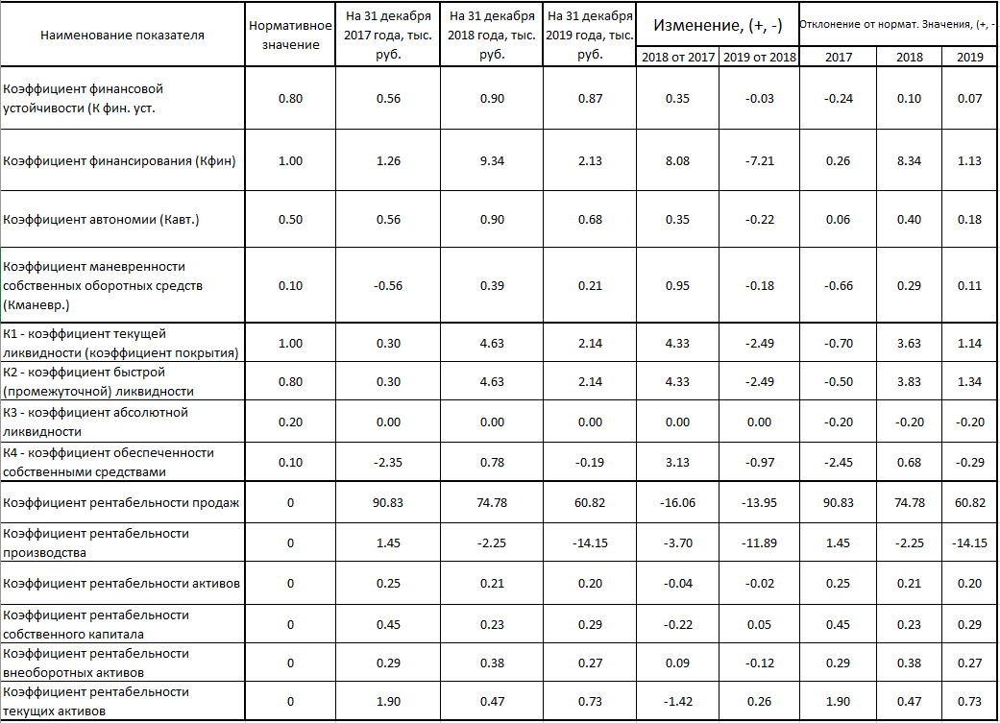 Наименование показателя
Нормативное
значение
На 31 декабря
2017 года, тыс.
руб.
На 31 декабря
2018 года, тыс.
руб.
На 31 декабря
2019 года, тыс.
руб.
Изменение, (+, -)
Отклонение от нормат. Значения, (+, -
2018 от 2017
2019 от 2018
2017
2018
2019
Коэффициент финансовой
устойчивости (К фин. уст.
0.80 0.56 0.90 0.87 0.35 -0.03 -0.24 0.10 0.07
Коэффициент финансирования (Кфин) 1.00 1.26 9.34 2.13 8.08 -7.21 0.26 8.34 1.13
Коэффициент автономии (Кавт.) 0.50 0.56 0.90 0.68 0.35 -0.22 0.06 0.40 0.18
Коэффициент маневренности
собственных оборотных средств
(Кманевр.)
0.10 -0.56 0.39 0.21 0.95 -0.18 -0.66 0.29 0.11
К1 - коэффициент текущей
ликвидности (коэффициент покрытия)
1.00 0.30 4.63 2.14 4.33 -2.49 -0.70 3.63 1.14
К2 - коэффициент быстрой
(промежуточной) ликвидности
0.80 0.30 4.63 2.14 4.33 -2.49 -0.50 3.83 1.34
К3 - коэффициент абсолютной
ликвидности
0.20 0.00 0.00 0.00 0.00 0.00 -0.20 -0.20 -0.20
К4 - коэффициент обеспеченности
собственными средствами
0.10 -2.35 0.78 -0.19 3.13 -0.97 -2.45 0.68 -0.29
Коэффициент рентабельности продаж 0 90.83 74.78 60.82 -16.06 -13.95 90.83 74.78 60.82
Коэффициент рентабельности
производства
0 1.45 -2.25 -14.15 -3.70 -11.89 1.45 -2.25 -14.15
Коэффициент рентабельности активов 0 0.25 0.21 0.20 -0.04 -0.02 0.25 0.21 0.20
Коэффициент рентабельности
собственного капитала
0 0.45 0.23 0.29 -0.22 0.05 0.45 0.23 0.29
Коэффициент рентабельности
внеоборотных активов
0 0.29 0.38 0.27 0.09 -0.12 0.29 0.38 0.27
Коэффициент рентабельности
текущих активов
0 1.90 0.47 0.73 -1.42 0.26 1.90 0.47 0.73